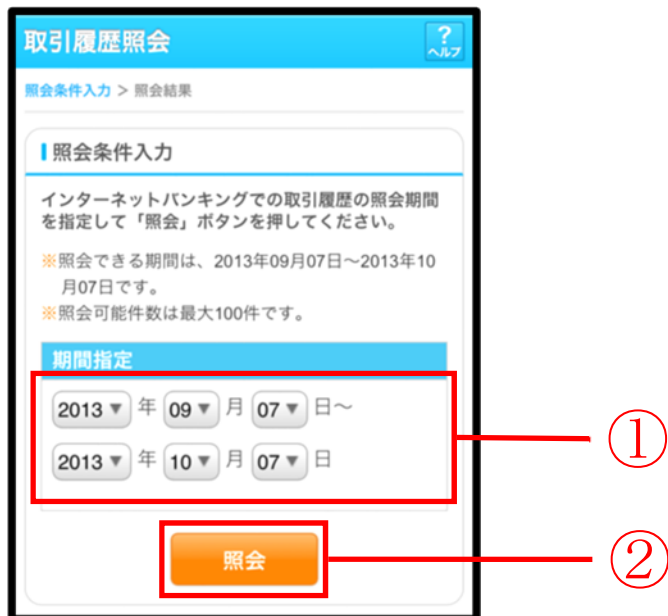 取引履歴照会
?
ヘルプ
照会条件入力 > 照会結果
照会条件入力
インターネットバンキングでの取引履歴の照会期間
を指定して「照会」ボタンを押してください。
※照会できる期間は、2013年09月07日～2013年10
月07日です。
※照会可能件数は最大100件です。
期間指定
2013▼ 年 09▼ 月 07▼ 日～
2013▼ 年 10▼ 月 07▼ 日
①
照会
②